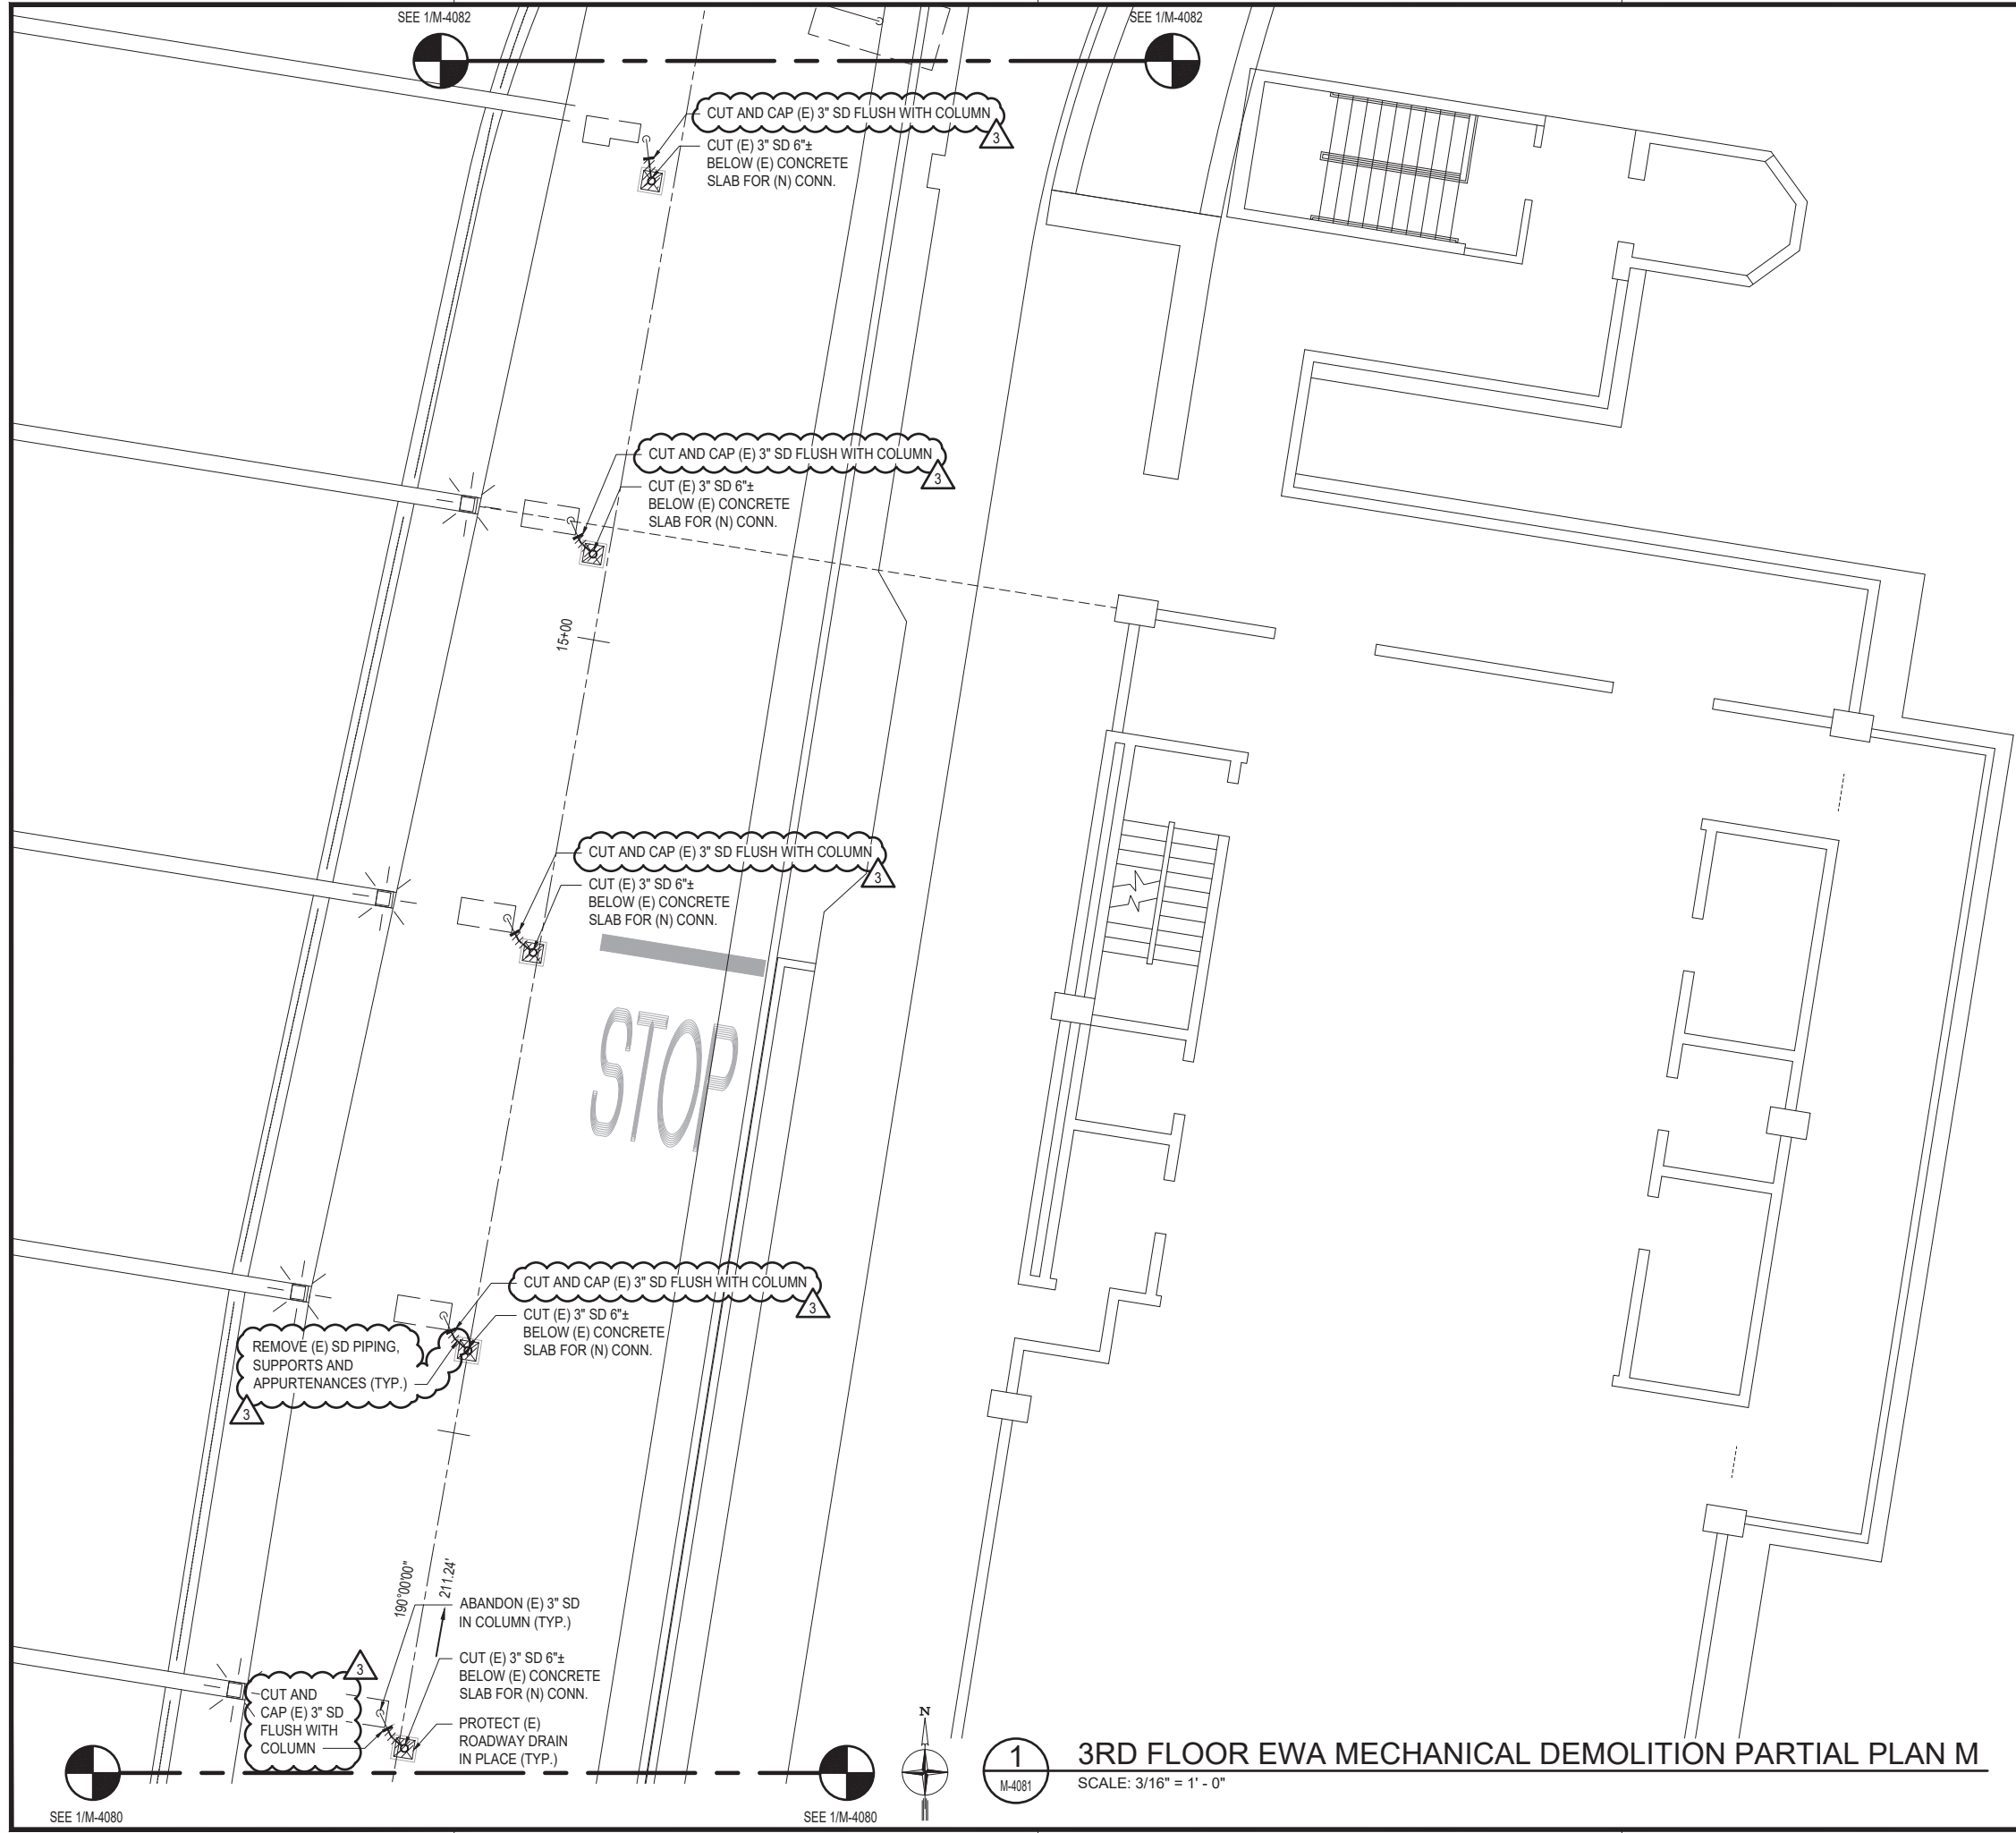 SEE 1/M-4082
SEE 1/M-4082
CUT AND CAP (E) 3" SD FLUSH WITH COLUMN
3
CUT (E) 3" SD 6"±
BELOW (E) CONCRETE
SLAB FOR (N) CONN.
CUT AND CAP (E) 3" SD FLUSH WITH COLUMN
3
CUT (E) 3" SD 6"±
BELOW (E) CONCRETE
SLAB FOR (N) CONN.
15+00
CUT AND CAP (E) 3" SD FLUSH WITH COLUMN
3
CUT (E) 3" SD 6"±
BELOW (E) CONCRETE
SLAB FOR (N) CONN.
STOP
CUT AND CAP (E) 3" SD FLUSH WITH COLUMN
3
CUT (E) 3" SD 6"±
BELOW (E) CONCRETE
SLAB FOR (N) CONN.
REMOVE (E) SD PIPING,
SUPPORTS AND
APPURTENANCES (TYP.)
3
190°00'00"
211.24'
ABANDON (E) 3" SD
IN COLUMN (TYP.)
CUT (E) 3" SD 6"±
BELOW (E) CONCRETE
SLAB FOR (N) CONN.
PROTECT (E)
ROADWAY DRAIN
IN PLACE (TYP.)
3
CUT AND
CAP (E) 3" SD
FLUSH WITH
COLUMN
SEE 1/M-4080
SEE 1/M-4080
N
1
M-4081
3RD FLOOR EWA MECHANICAL DEMOLITION PARTIAL PLAN M
SCALE: 3/16" = 1' - 0"